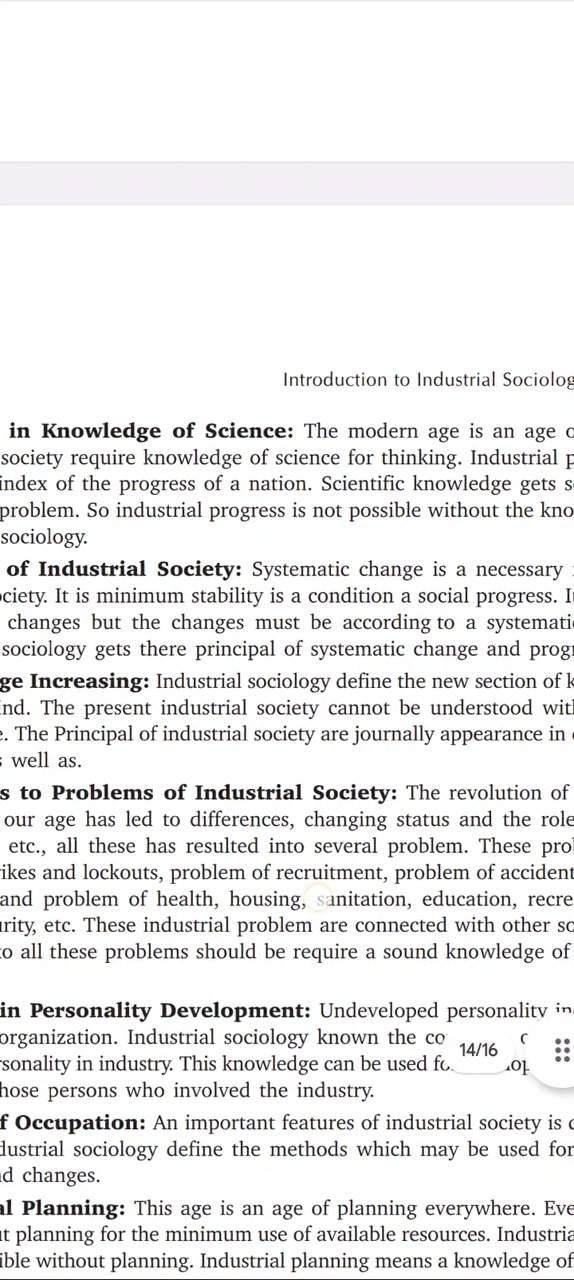 Introduction to Industrial Sociolog
in Knowledge of Science: The modern age is an age o
society require knowledge of science for thinking. Industrial p
index of the progress of a nation. Scientific knowledge gets s
problem. So industrial progress is not possible without the kno
sociology.
of Industrial Society: Systematic change is a necessary
ciety. It is minimum stability is a condition a social progress. I
changes but the changes must be according to a systemati
sociology gets there principal of systematic change and prog
ge Increasing: Industrial sociology define the new section of k
ind. The present industrial society cannot be understood wit
e. The Principal of industrial society are journally appearance in
s well as.
s to Problems of Industrial Society: The revolution of
our age has led to differences, changing status and the role
etc., all these has resulted into several problem. These pro
ikes and lockouts, problem of recruitment, problem of accident
and problem of health, housing, sanitation, education, recre
urity, etc. These industrial problem are connected with other so
to all these problems should be require a sound knowledge of
in Personality Development: Undeveloped personality in
organization. Industrial sociology known the co
rsonality in industry. This knowledge can be used fo
14/16
hose persons who involved the industry.
f Occupation: An important features of industrial society is
dustrial sociology define the methods which may be used for
nd changes.
al Planning: This age is an age of planning everywhere. Eve
ut planning for the minimum use of available resources. Industria
ible without planning. Industrial planning means a knowledge of